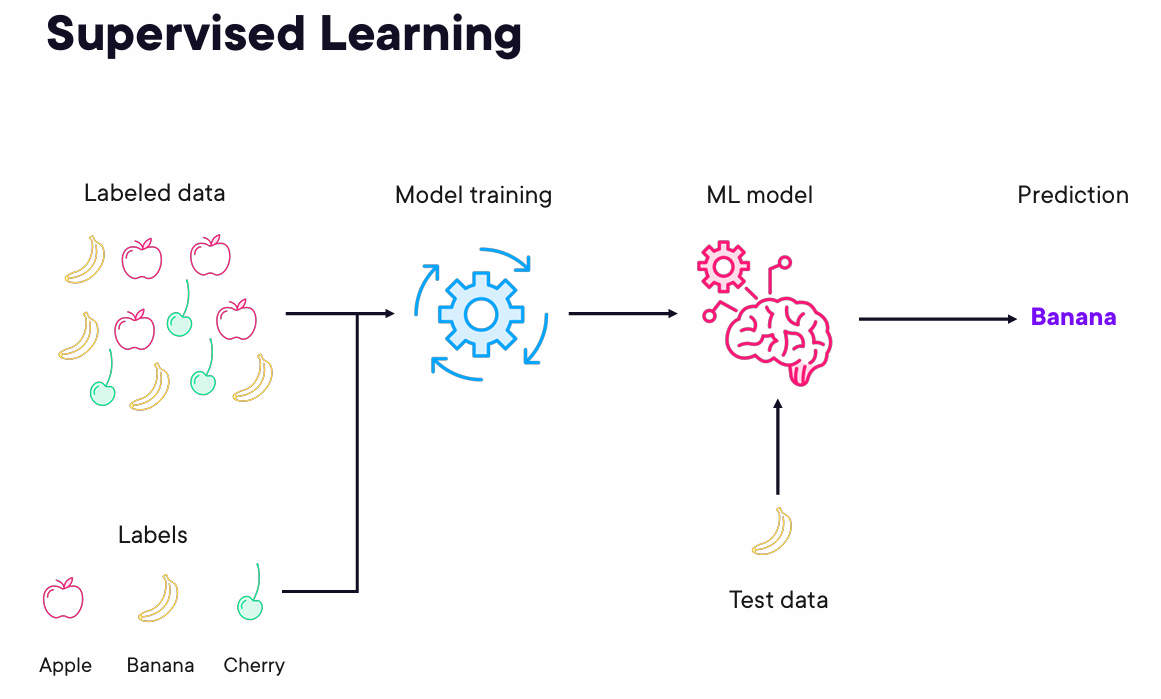 Supervised Learning
Labeled data
Model training
ML model
Prediction
Banana
Labels
Apple
Banana
Cherry
Test data